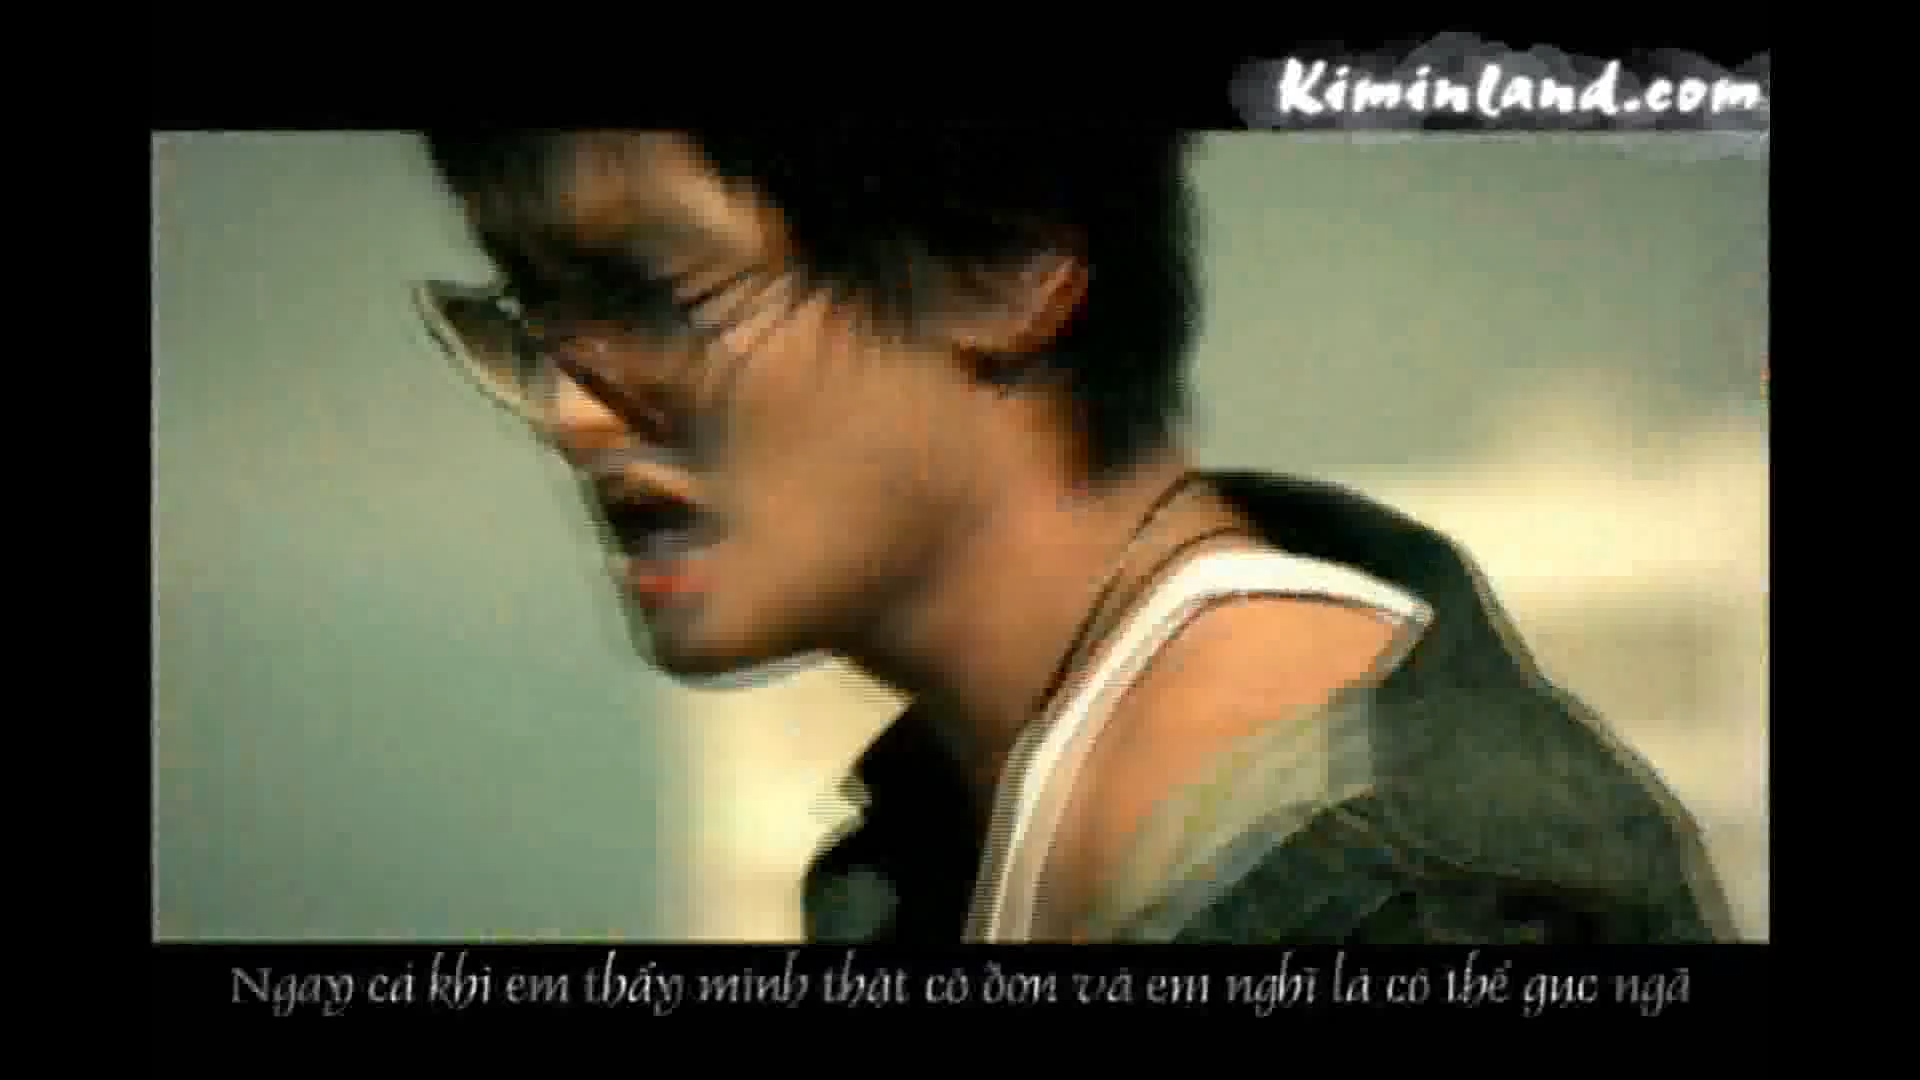 Kiminland.com
Ngay cả khi em thấy mình thật cô đơn và em nghĩ là có thể gục ngã